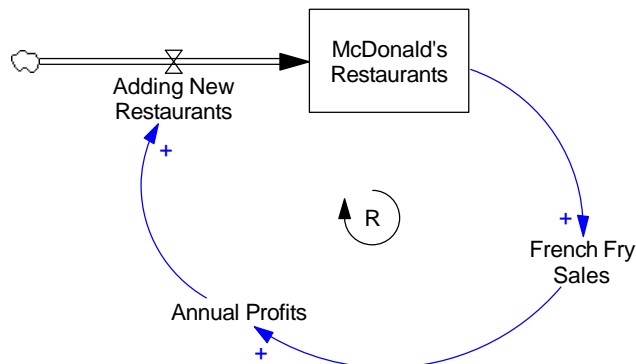 McDonald's
Restaurants
Adding New
Restaurants
+
R
+
French Fry
Sales
Annual Profits
+